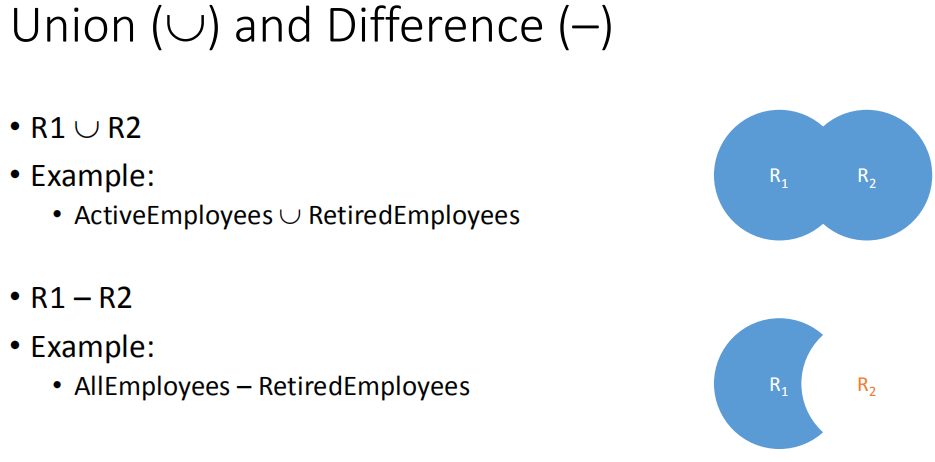 Union (∪) and Difference (–)
• R1 ∪ R2
• Example:
• ActiveEmployees ∪ RetiredEmployees
R₁ R₂
• R1 – R2
• Example:
• AllEmployees – RetiredEmployees
R₁ R₂